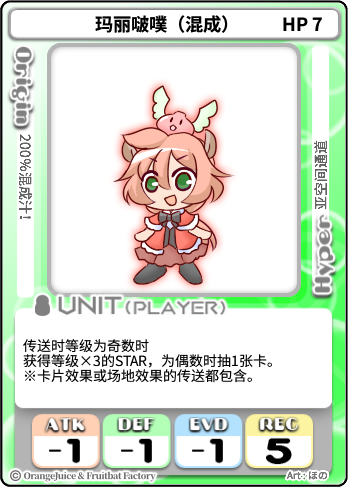 玛丽啵噗（混成） HP 7
Origin
200%混成汁！
Hyper
亚空间通道
UNIT(PLAYER)
传送时等级为奇数时
获得等级×3的STAR，为偶数时抽1张卡。
※卡片效果或场地效果的传送都包含。
ATK DEF EVD REC
-1 -1 -1 5
© OrangeJuice & Fruitbat Factory Art : ほの